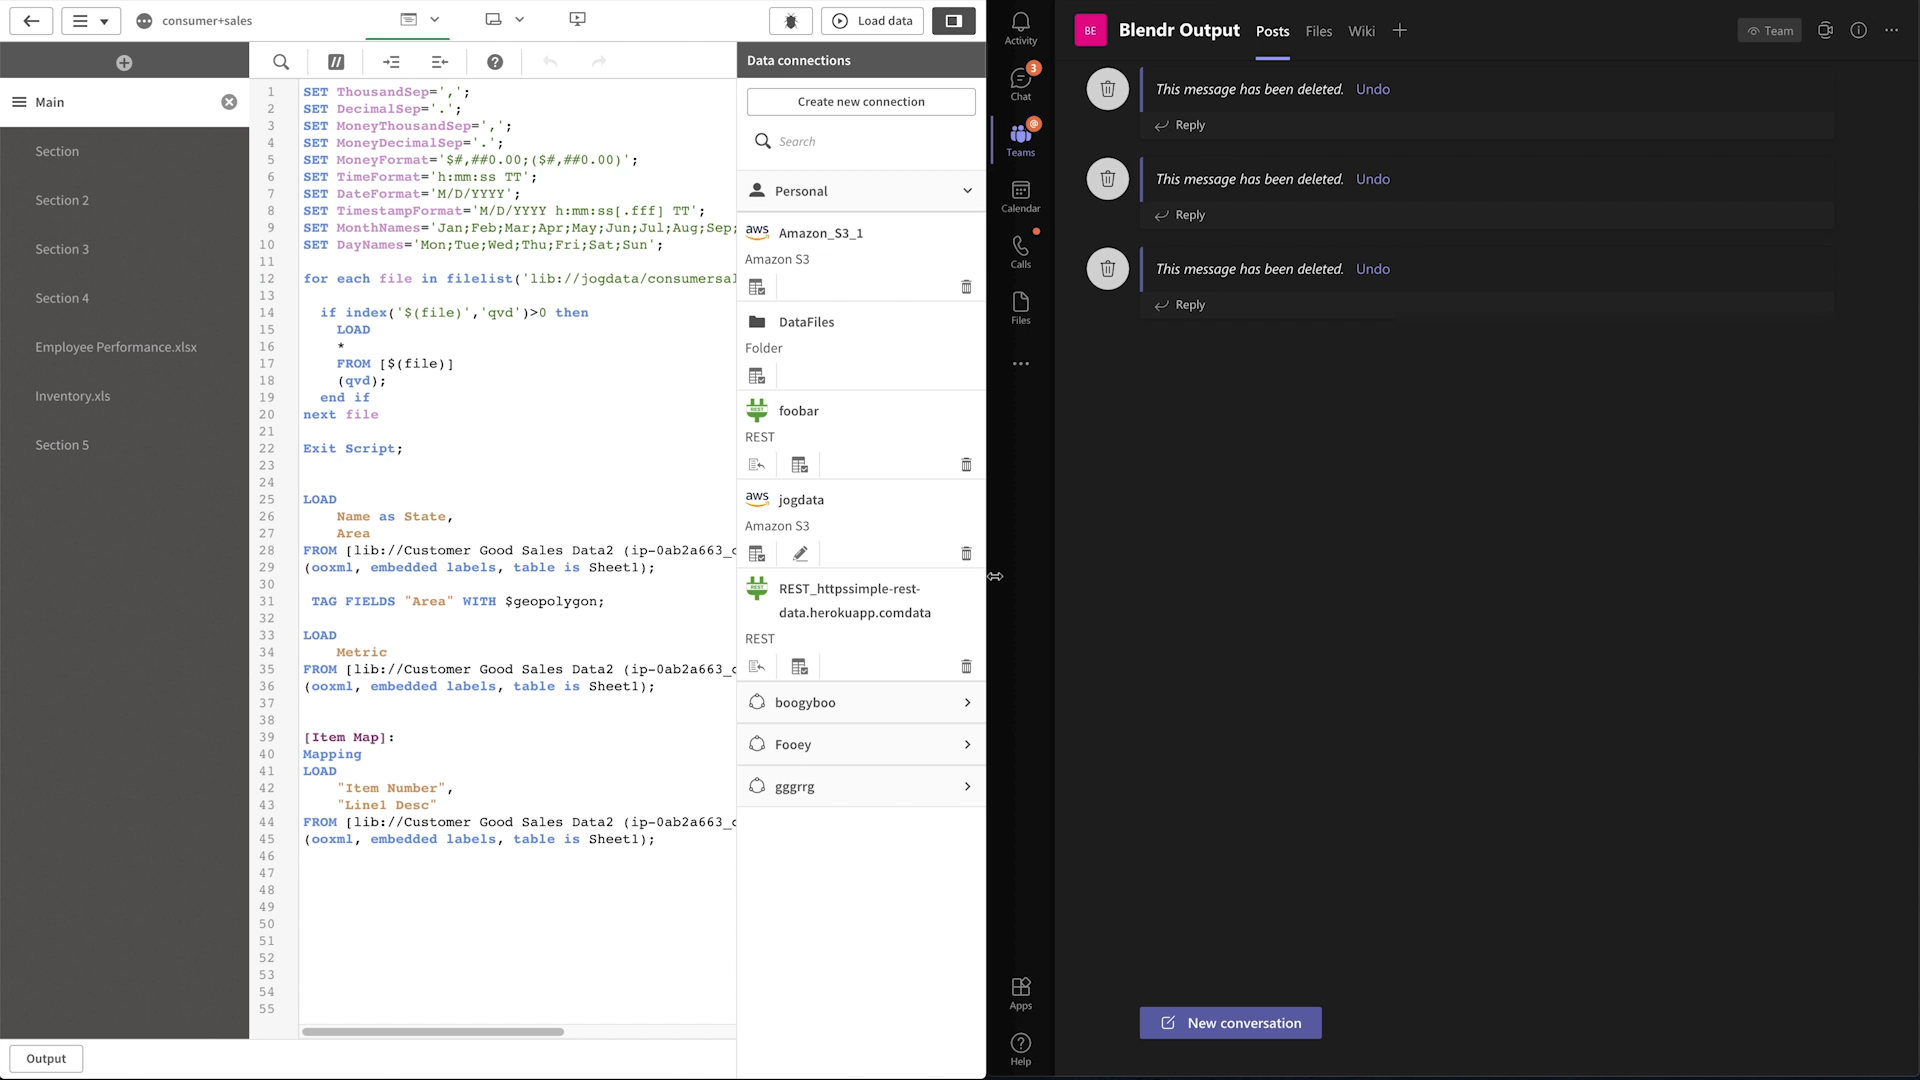 consumer+sales
Load data
Main
Section
Section 2
Section 3
Section 4
Employee Performance.xlsx
Inventory.xls
Section 5
Output
1 SET ThousandSep=',';
2 SET DecimalSep='.';
3 SET MoneyThousandSep=',';
4 SET MoneyDecimalSep='.';
5 SET MoneyFormat='$#,##0.00;($#,##0.00)';
6 SET TimeFormat='h:mm:ss TT';
7 SET DateFormat='M/D/YYYY';
8 SET TimestampFormat='M/D/YYYY h:mm:ss[.fff] TT';
9 SET MonthNames='Jan;Feb;Mar;Apr;May;Jun;Jul;Aug;Sep;
10 SET DayNames='Mon;Tue;Wed;Thu;Fri;Sat;Sun';
11
12 for each file in filelist('lib://jogdata/consumersal
13
14 if index('$(file)','qvd')>0 then
15 LOAD
16 *
17 FROM [$(file)]
18 (qvd);
19 end if
20 next file
21
22 Exit Script;
23
24
25 LOAD
26 Name as State,
27 Area
28 FROM [lib://Customer Good Sales Data2 (ip-0ab2a663_c
29 (ooxml, embedded labels, table is Sheet1);
30
31 TAG FIELDS "Area" WITH $geopolygon;
32
33 LOAD
34 Metric
35 FROM [lib://Customer Good Sales Data2 (ip-0ab2a663_c
36 (ooxml, embedded labels, table is Sheet1);
37
38
39 [Item Map]:
40 Mapping
41 LOAD
42 "Item Number",
43 "Line1 Desc"
44 FROM [lib://Customer Good Sales Data2 (ip-0ab2a663_c
45 (ooxml, embedded labels, table is Sheet1);
46
47
48
49
50
51
52
53
54
55
Data connections
Create new connection
Search
Personal
aws Amazon_S3_1
Amazon S3
DataFiles
Folder
REST foobar
REST
aws jogdata
Amazon S3
REST REST_httpssimple-rest-
data.herokuapp.comdata
REST
boogyboo
Fooey
gggrrg
Activity
3
Chat
@
Teams
Calendar
Calls
Files
Apps
Help
BE Blendr Output Posts Files Wiki
Team
This message has been deleted. Undo
Reply
This message has been deleted. Undo
Reply
This message has been deleted. Undo
Reply
New conversation